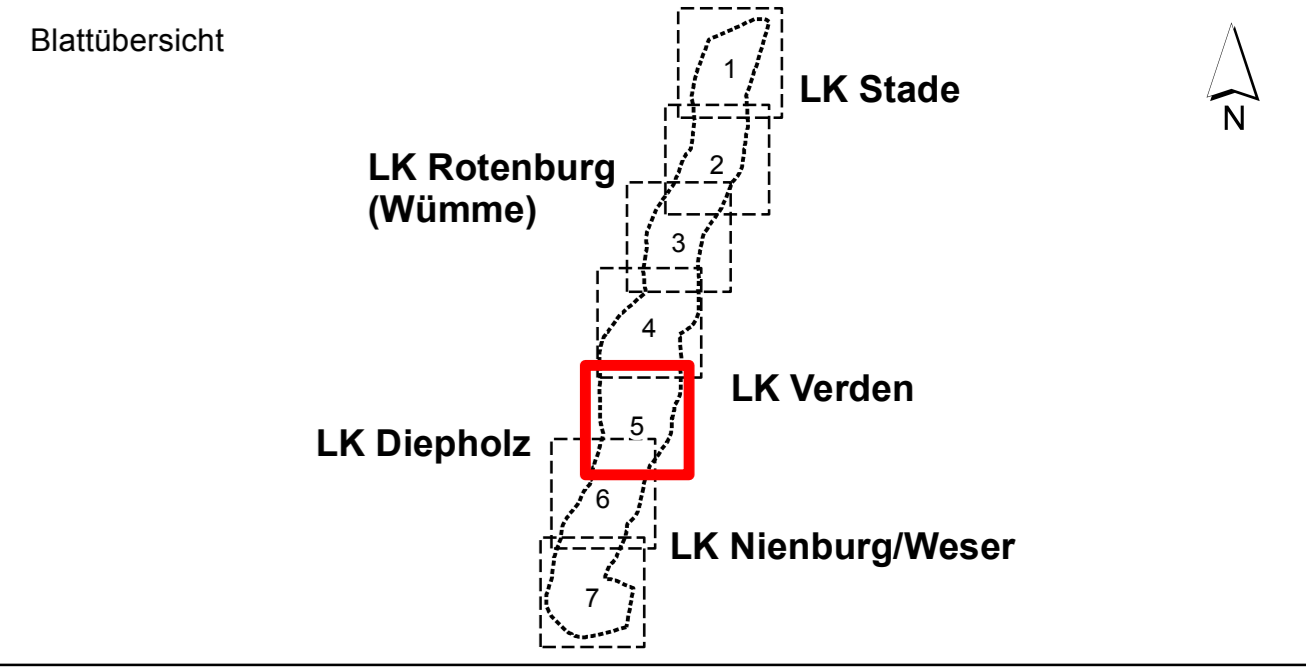 Blattübersicht
1
LK Stade
N
2
LK Rotenburg
(Wümme)
3
4
LK Verden
5
LK Diepholz
6
LK Nienburg/Weser
7